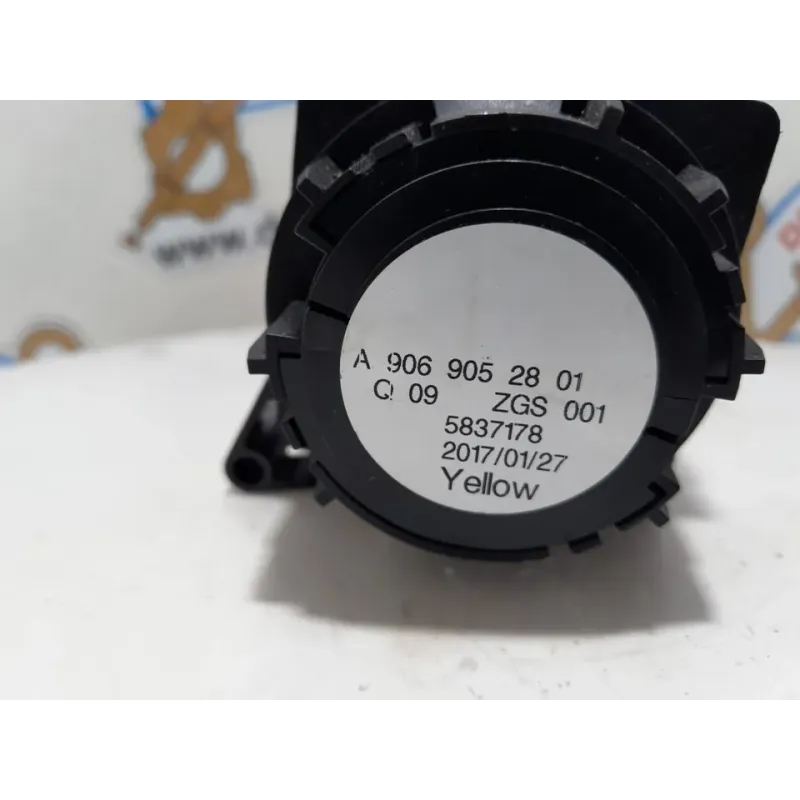 A 906 905 28 01
Q 09 ZGS 001
5837178
2017/01/27
Yellow